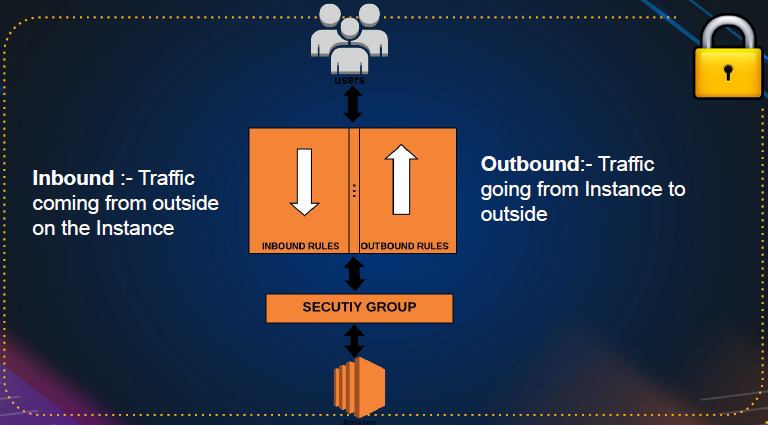 users
Inbound :- Traffic
coming from outside
on the Instance
Outbound:- Traffic
going from Instance to
outside
INBOUND RULES
OUTBOUND RULES
SECUTIY GROUP
Amazon